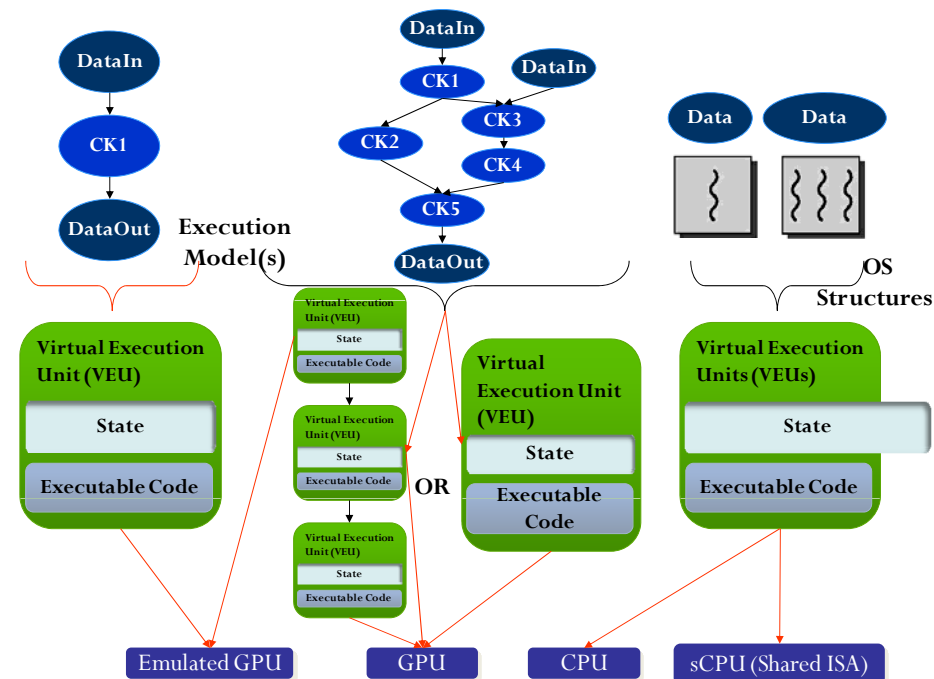 DataIn
CK1
DataOut
DataIn
DataIn
CK1
CK3
CK2
CK4
CK5
DataOut
Data
Data
Execution
Model(s)
OS
Structures
Virtual Execution
Unit (VEU)
State
Executable Code
Virtual Execution
Unit (VEU)
State
Executable Code
Virtual Execution
Unit (VEU)
State
Executable Code
Virtual Execution
Unit (VEU)
State
Executable Code
OR
Virtual
Execution Unit
(VEU)
State
Executable
Code
Virtual Execution
Units (VEUs)
State
Executable Code
Emulated GPU
GPU
CPU
sCPU (Shared ISA)